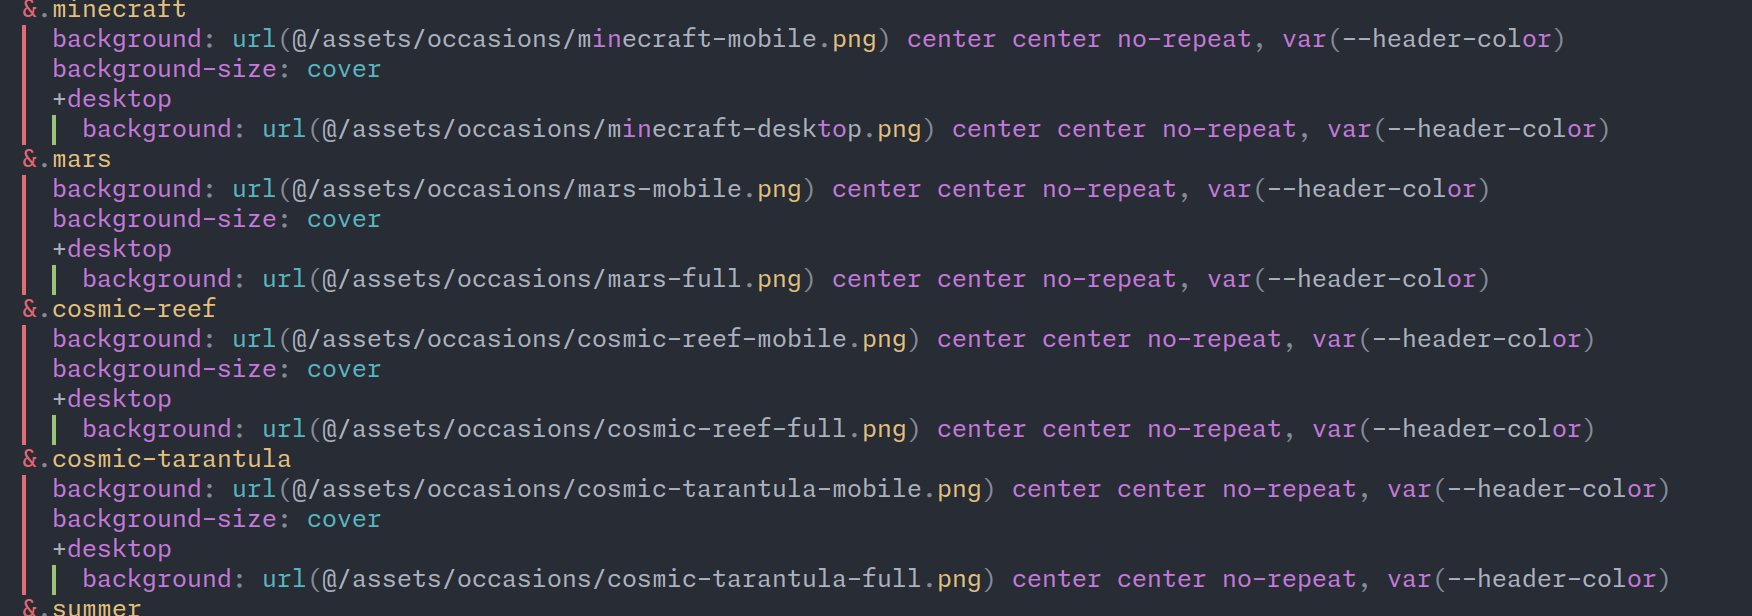 &.minecraft
background: url(@/assets/occasions/minecraft-mobile.png) center center no-repeat, var(--header-color)
background-size: cover
+desktop
background: url(@/assets/occasions/minecraft-desktop.png) center center no-repeat, var(--header-color)
&.mars
background: url(@/assets/occasions/mars-mobile.png) center center no-repeat, var(--header-color)
background-size: cover
+desktop
background: url(@/assets/occasions/mars-full.png) center center no-repeat, var(--header-color)
&.cosmic-reef
background: url(@/assets/occasions/cosmic-reef-mobile.png) center center no-repeat, var(--header-color)
background-size: cover
+desktop
background: url(@/assets/occasions/cosmic-reef-full.png) center center no-repeat, var(--header-color)
&.cosmic-tarantula
background: url(@/assets/occasions/cosmic-tarantula-mobile.png) center center no-repeat, var(--header-color)
background-size: cover
+desktop
background: url(@/assets/occasions/cosmic-tarantula-full.png) center center no-repeat, var(--header-color)
&.summer